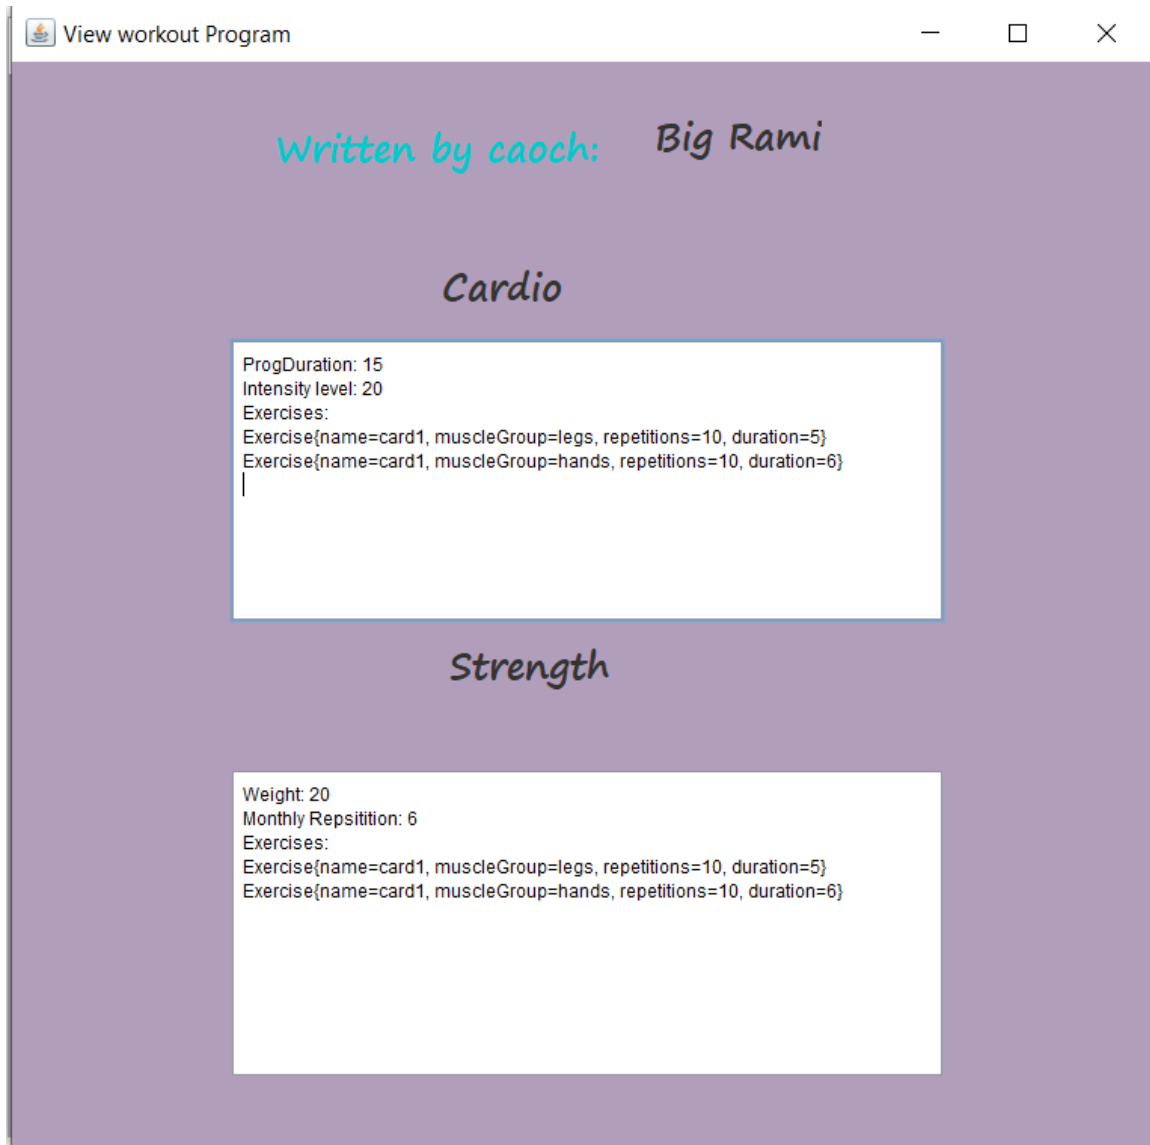 View workout Program
Written by caoch: Big Rami
Cardio
ProgDuration: 15
Intensity level: 20
Exercises:
Exercise{name=card1, muscleGroup=legs, repetitions=10, duration=5}
Exercise{name=card1, muscleGroup=hands, repetitions=10, duration=6}
Strength
Weight: 20
Monthly Repsitition: 6
Exercises:
Exercise{name=card1, muscleGroup=legs, repetitions=10, duration=5}
Exercise{name=card1, muscleGroup=hands, repetitions=10, duration=6}